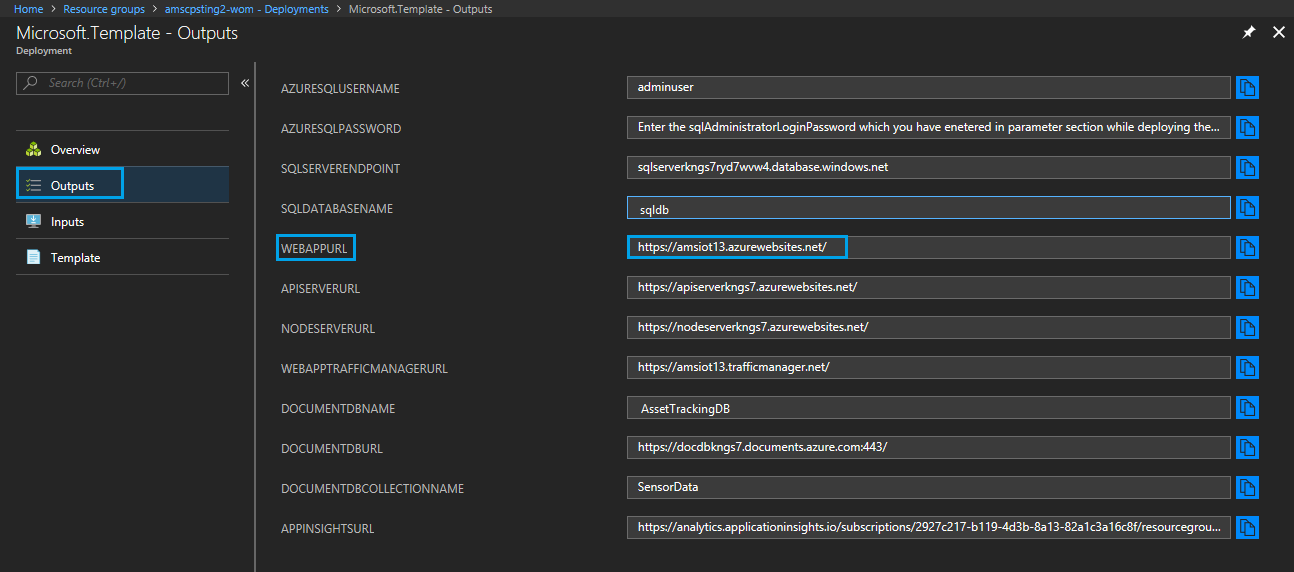 Home > Resource groups > amscpsting2-wom - Deployments > Microsoft.Template - Outputs
Microsoft.Template - Outputs
Deployment
Search (Ctrl+/)
Overview
Outputs
Inputs
Template
AZURESQLUSERNAME adminuser
AZURESQLPASSWORD Enter the sqlAdministratorLoginPassword which you have enetered in parameter section while deploying the...
SQLSERVERENDPOINT sqlserverkngs7ryd7wvw4.database.windows.net
SQLDATABASENAME sqldb
WEBAPPURL https://amsiot13.azurewebsites.net/
APISERVERURL https://apiserverkngs7.azurewebsites.net/
NODESERVERURL https://nodeserverkngs7.azurewebsites.net/
WEBAPPTRAFFICMANAGERURL https://amsiot13.trafficmanager.net/
DOCUMENTDBNAME AssetTrackingDB
DOCUMENTDBURL https://docdbkngs7.documents.azure.com:443/
DOCUMENTDBCOLLECTIONNAME SensorData
APPINSIGHTSURL https://analytics.applicationinsights.io/subscriptions/2927c217-b119-4d3b-8a13-82a1c3a16c8f/resourcegrou...